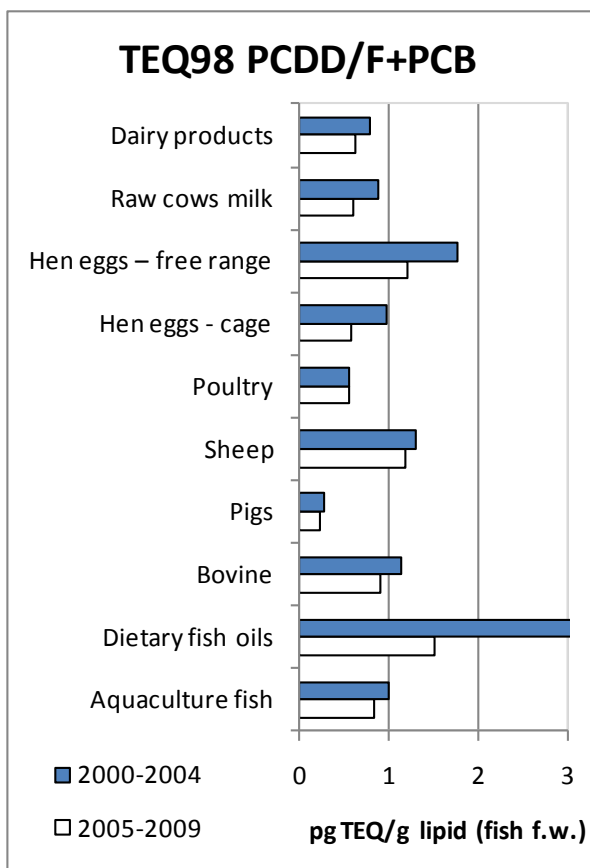 TEQ98 PCDD/F+PCB
Dairy products
Raw cows milk
Hen eggs – free range
Hen eggs - cage
Poultry
Sheep
Pigs
Bovine
Dietary fish oils
Aquaculture fish
0 1 2 3
2000-2004
2005-2009
pg TEQ/g lipid (fish f.w.)